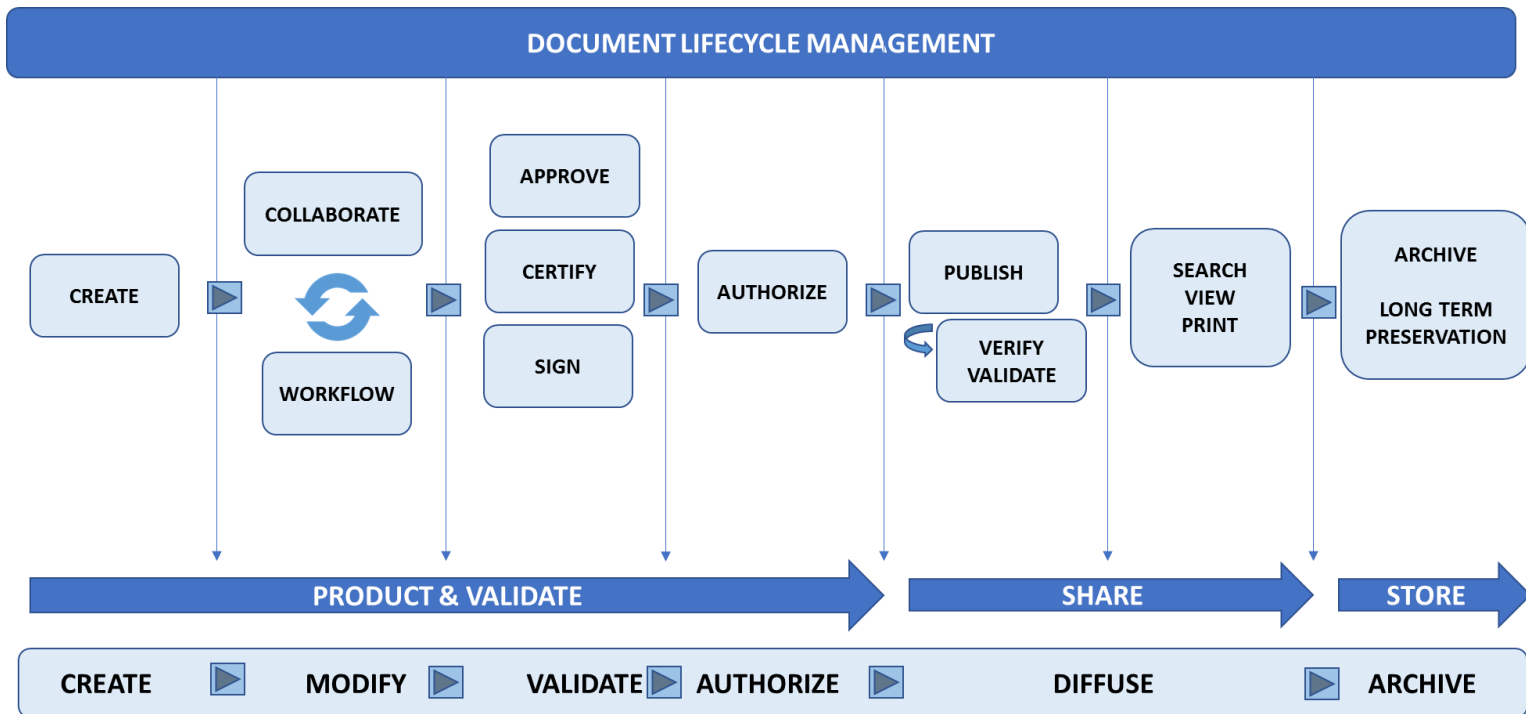 DOCUMENT LIFECYCLE MANAGEMENT
CREATE
COLLABORATE
WORKFLOW
APPROVE
CERTIFY
SIGN
AUTHORIZE
PUBLISH
VERIFY
VALIDATE
SEARCH
VIEW
PRINT
ARCHIVE
LONG TERM
PRESERVATION
PRODUCT & VALIDATE
SHARE
STORE
CREATE
MODIFY
VALIDATE
AUTHORIZE
DIFFUSE
ARCHIVE